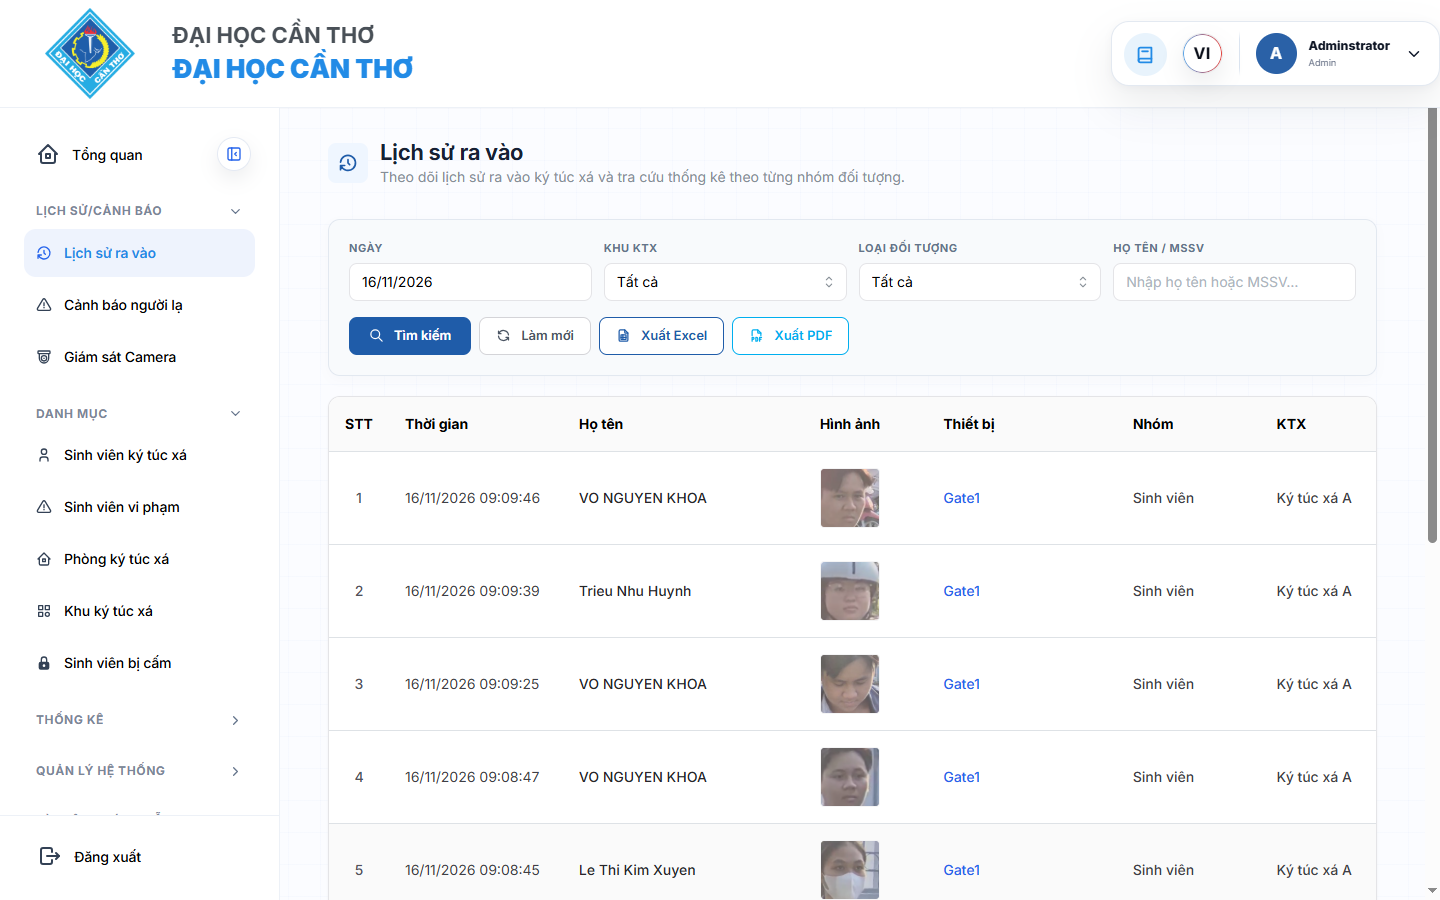 ĐẠI HỌC CẦN THƠ
ĐẠI HỌC CẦN THƠ
ĐẠI HỌC CẦN THƠ
VI
A
Adminstrator
Admin
Tổng quan
LỊCH SỬ/CẢNH BÁO
Lịch sử ra vào
Cảnh báo người lạ
Giám sát Camera
DANH MỤC
Sinh viên ký túc xá
Sinh viên vi phạm
Phòng ký túc xá
Khu ký túc xá
Sinh viên bị cấm
THỐNG KÊ
QUẢN LÝ HỆ THỐNG
Đăng xuất
Lịch sử ra vào
Theo dõi lịch sử ra vào ký túc xá và tra cứu thống kê theo từng nhóm đối tượng.
NGÀY KHU KTX LOẠI ĐỐI TƯỢNG HỌ TÊN / MSSV
16/11/2026 Tất cả Tất cả Nhập họ tên hoặc MSSV...
Tìm kiếm Làm mới Xuất Excel PDF Xuất PDF
STT Thời gian Họ tên Hình ảnh Thiết bị Nhóm KTX
1 16/11/2026 09:09:46 VO NGUYEN KHOA Gate1 Sinh viên Ký túc xá A
2 16/11/2026 09:09:39 Trieu Nhu Huynh Gate1 Sinh viên Ký túc xá A
3 16/11/2026 09:09:25 VO NGUYEN KHOA Gate1 Sinh viên Ký túc xá A
4 16/11/2026 09:08:47 VO NGUYEN KHOA Gate1 Sinh viên Ký túc xá A
5 16/11/2026 09:08:45 Le Thi Kim Xuyen Gate1 Sinh viên Ký túc xá A